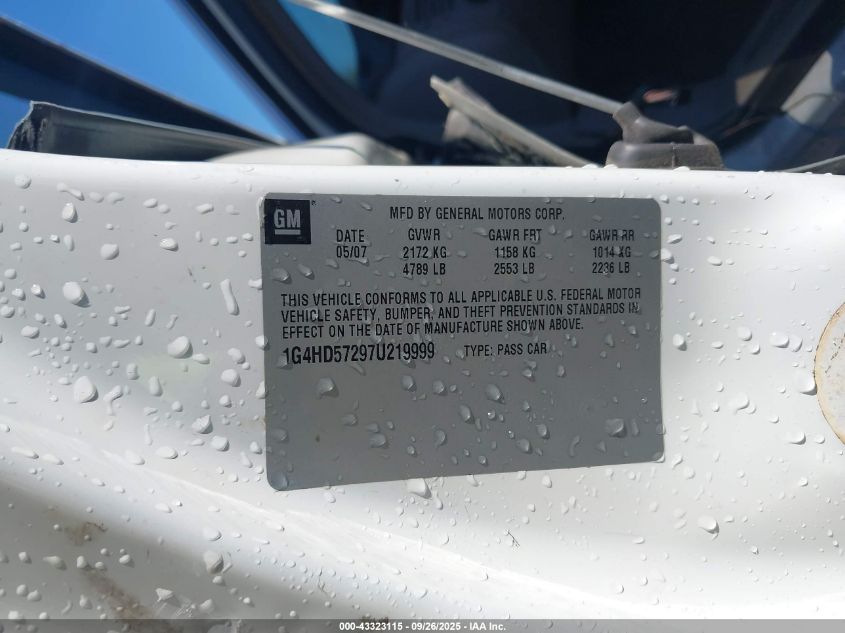 GM
MFD BY GENERAL MOTORS CORP.
DATE GVWR GAWR FRT GAWR RR
05/07 2172 KG 1158 KG 1014 KG
4789 LB 2553 LB 2236 LB
THIS VEHICLE CONFORMS TO ALL APPLICABLE U.S. FEDERAL MOTOR
VEHICLE SAFETY, BUMPER, AND THEFT PREVENTION STANDARDS IN
EFFECT ON THE DATE OF MANUFACTURE SHOWN ABOVE.
1G4HD57297U219999 TYPE: PASS CAR
000-43323115 - 09/26/2025 - IAA Inc.